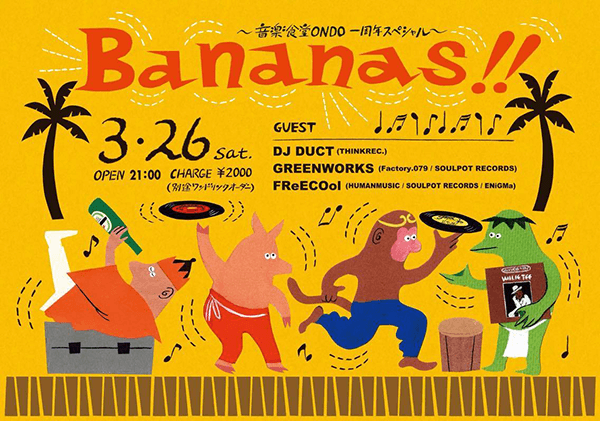 〜音楽食堂ONDO 一周年スペシャル〜
Bananas!!
3・26 sat.
OPEN 21:00 CHARGE ¥2000
(別途ワンドリンクオーダー)
GUEST
DJ DUCT (THINKREC.)
GREENWORKS (Factory.079 / SOULPOT RECORDS)
FReECOol (HUMANMUSIC / SOULPOT RECORDS / ENiGMa)